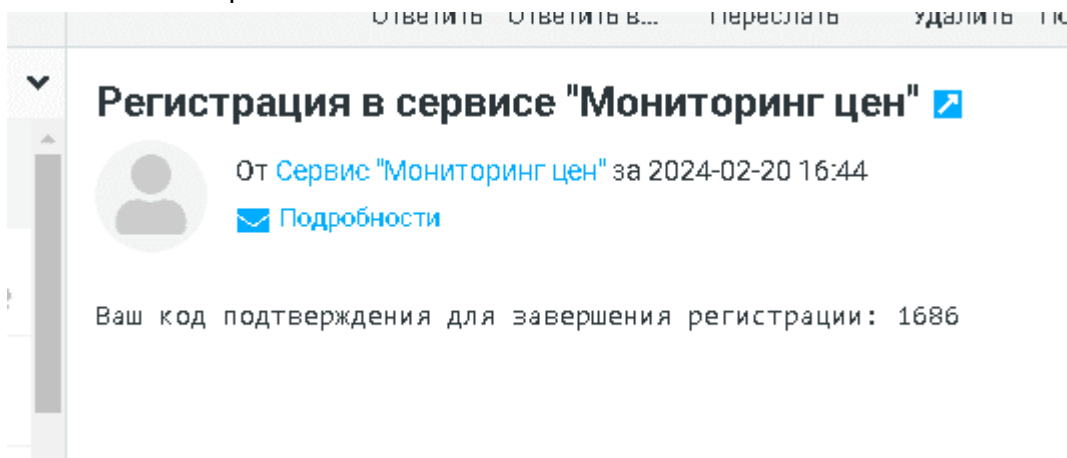 Ответить Ответить в... Переслать Удалить
Регистрация в сервисе "Мониторинг цен"
От Сервис "Мониторинг цен" за 2024-02-20 16:44
Подробности
Ваш код подтверждения для завершения регистрации: 1686